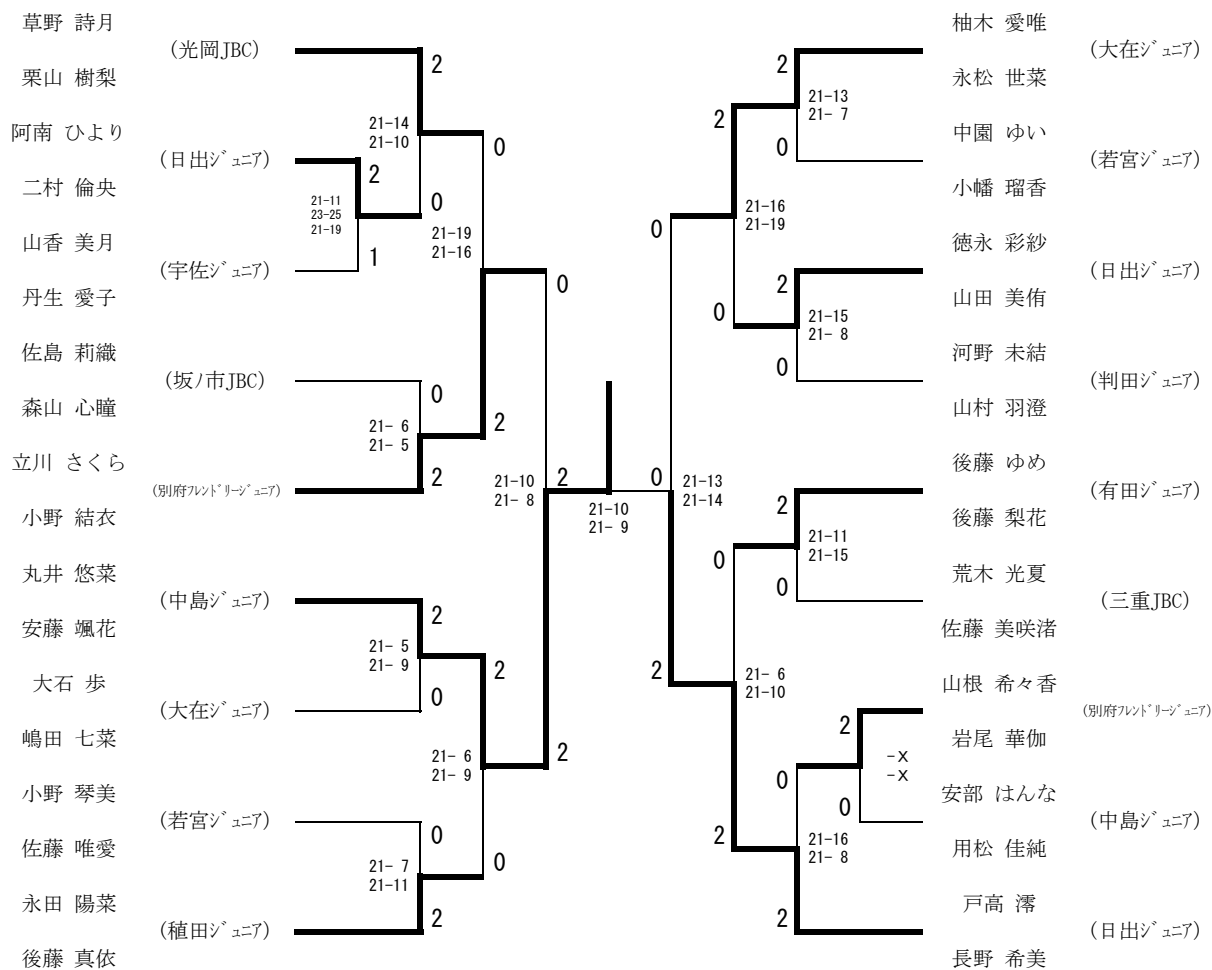 草野 詩月
(光岡JBC)
栗山 樹梨
阿南 ひより
(日出ジュニア)
二村 倫央
山香 美月
(宇佐ジュニア)
丹生 愛子
佐島 莉織
(坂ノ市JBC)
森山 心瞳
立川 さくら
(別府フレンドリージュニア)
小野 結衣
丸井 悠菜
(中島ジュニア)
安藤 颯花
大石 歩
(大在ジュニア)
嶋田 七菜
小野 琴美
(若宮ジュニア)
佐藤 唯愛
永田 陽菜
(稙田ジュニア)
後藤 真依
2
21-14
21-10
0
2
21-11
23-25
21-19
0
1
21-19
21-16
0
0
21- 6
21- 5
2
2
21-10
21- 8
2
2
21- 5
21- 9
0
2
21- 6
21- 9
2
0
21- 7
21-11
2
0
21-10
21- 9
柚木 愛唯
(大在ジュニア)
永松 世菜
中園 ゆい
(若宮ジュニア)
小幡 瑠香
徳永 彩紗
(日出ジュニア)
山田 美侑
河野 未結
(判田ジュニア)
山村 羽澄
後藤 ゆめ
(有田ジュニア)
後藤 梨花
荒木 光夏
(三重JBC)
佐藤 美咲渚
山根 希々香
(別府フレンドリージュニア)
岩尾 華伽
安部 はんな
(中島ジュニア)
用松 佳純
戸高 澪
(日出ジュニア)
長野 希美
2
21-13
21- 7
2
0
21-16
21-19
0
2
21-15
21- 8
0
0
0
21-13
21-14
2
21-11
21-15
0
0
2
21- 6
21-10
2
-X
-X
0
0
2
21-16
21- 8
2